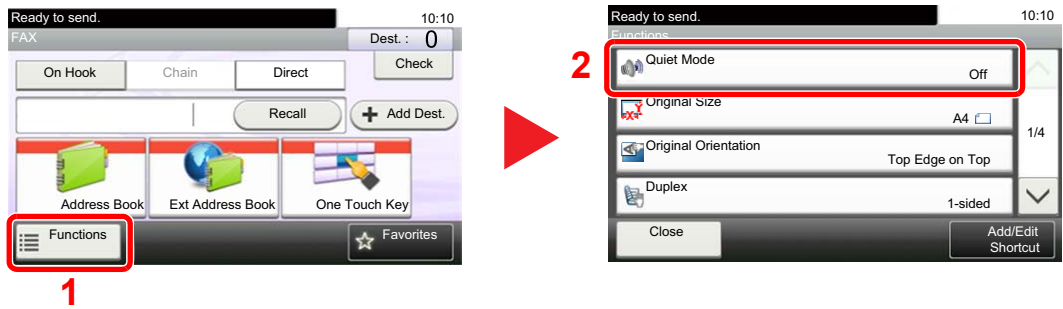 Ready to send.
10:10
FAX
Dest. : 0
Check
On Hook
Chain
Direct
Recall
Add Dest.
Address Book
Ext Address Book
One Touch Key
Functions
Favorites
1
Ready to send.
10:10
Functions
2
Quiet Mode
Off
Original Size
A4
1/4
Original Orientation
Top Edge on Top
Duplex
1-sided
Close
Add/Edit
Shortcut